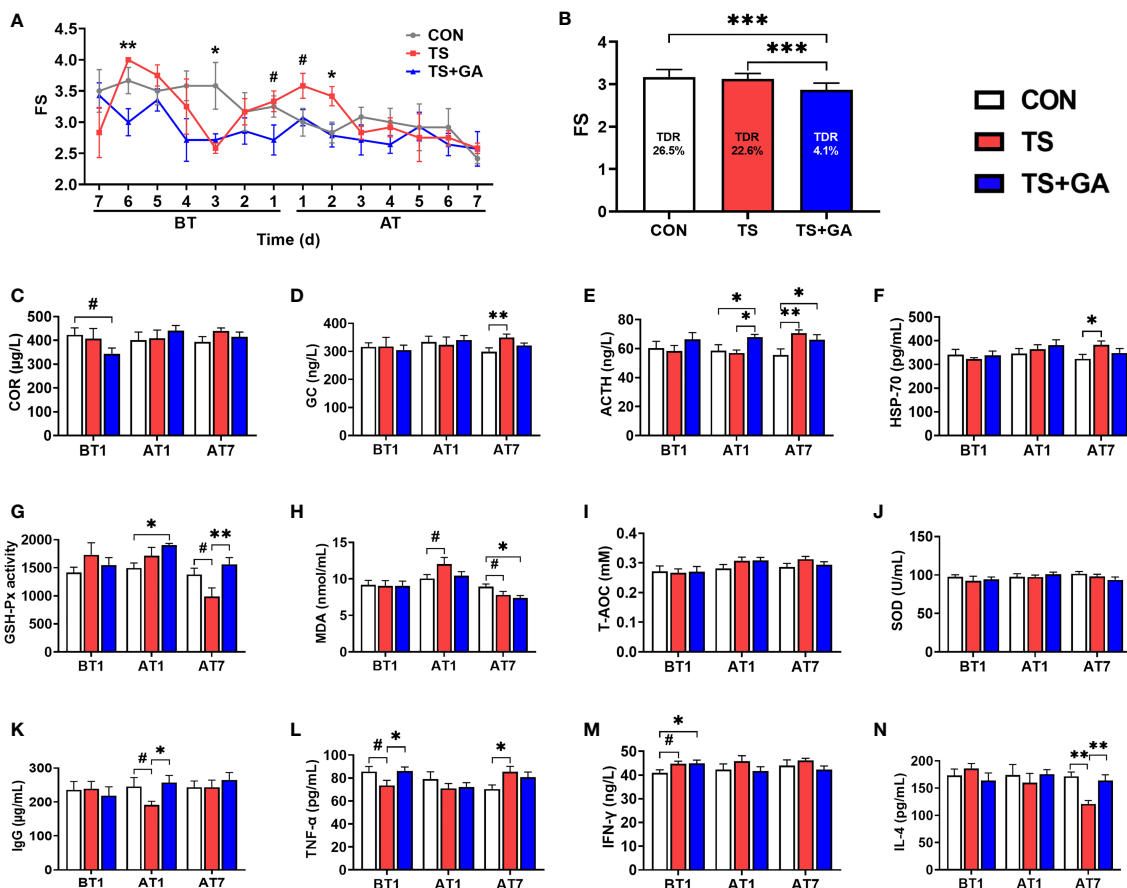 A
FS
4.5
4.0
3.5
3.0
2.5
2.0
** * # # *
CON
TS
TS+GA
7 6 5 4 3 2 1 1 2 3 4 5 6 7
BT AT
Time (d)
B
FS
4
3
2
1
0
***
***
TDR
26.5%
TDR
22.6%
TDR
4.1%
CON TS TS+GA
CON
TS
TS+GA
C
COR (µg/L)
500
400
300
200
100
0
#
BT1 AT1 AT7
D
GC (ng/L)
400
300
200
100
0
**
BT1 AT1 AT7
E
ACTH (ng/L)
80
60
40
20
0
*
*
*
**
BT1 AT1 AT7
F
HSP-70 (pg/mL)
500
400
300
200
100
0
*
BT1 AT1 AT7
G
GSH-Px activity
2000
1500
1000
500
0
*
#
**
BT1 AT1 AT7
H
MDA (nmol/mL)
15
10
5
0
#
*
#
BT1 AT1 AT7
I
T-AOC (mM)
0.4
0.3
0.2
0.1
0.0
BT1 AT1 AT7
J
SOD (U/mL)
150
100
50
0
BT1 AT1 AT7
K
IgG (µg/mL)
300
200
100
0
# *
BT1 AT1 AT7
L
TNF-α (pg/mL)
100
80
60
40
20
0
# * *
BT1 AT1 AT7
M
IFN-γ (ng/L)
50
40
30
20
10
0
*
#
BT1 AT1 AT7
N
IL-4 (pg/mL)
200
150
100
50
0
** **
BT1 AT1 AT7